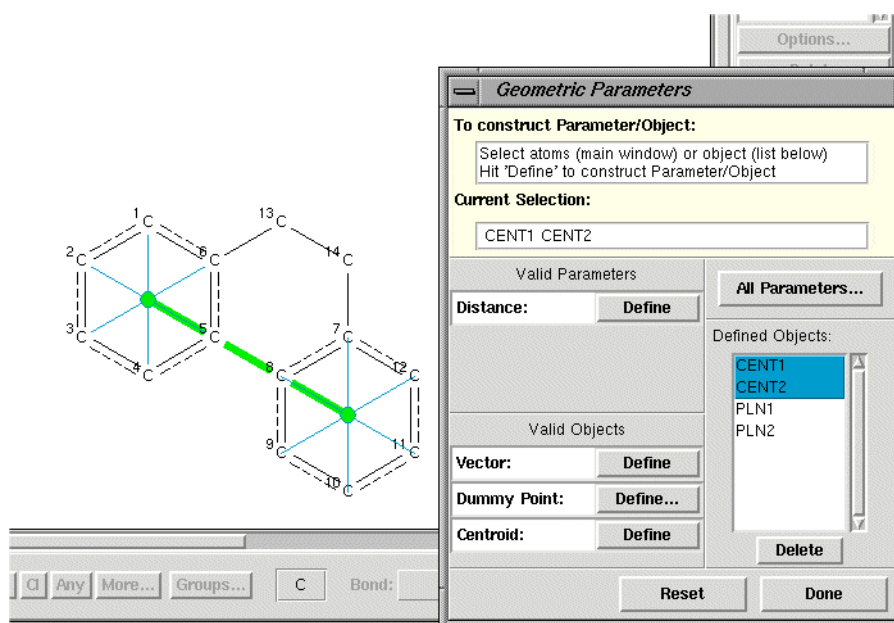 Options...
Geometric Parameters
To construct Parameter/Object:
Select atoms (main window) or object (list below)
Hit 'Define' to construct Parameter/Object
Current Selection:
CENT1 CENT2
Valid Parameters
Distance: Define
All Parameters...
Defined Objects:
CENT1
CENT2
PLN1
PLN2
Valid Objects
Vector: Define
Dummy Point: Define...
Centroid: Define
Delete
Reset Done
1 C 13 C
2 C 6 C 14 C
3 C 5 C 7 C
4 C 8 C 12 C
9 C 11 C
10 C
Cl Any More... Groups... C Bond: